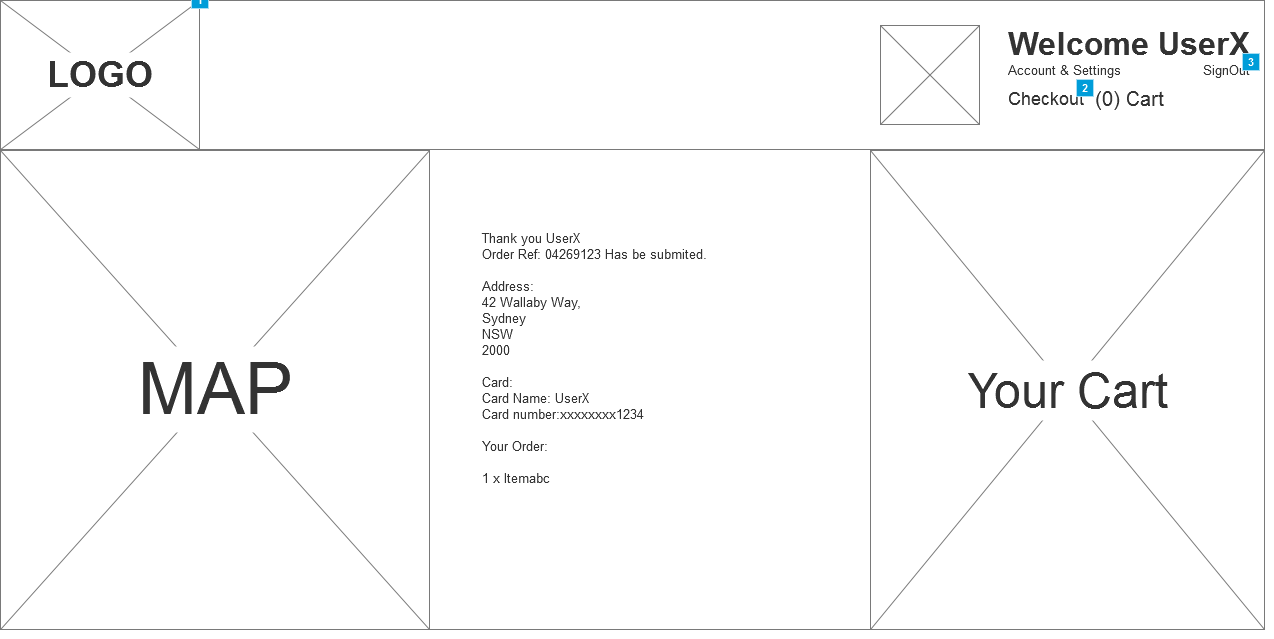 1
LOGO
Welcome UserX
Account & Settings
SignOut
3
2
Checkout
(0) Cart
Thank you UserX
Order Ref: 04269123 Has be submited.
Address:
42 Wallaby Way,
Sydney
NSW
2000
Card:
Card Name: UserX
Card number:xxxxxxxx1234
Your Order:
1 x Itemabc
MAP
Your Cart